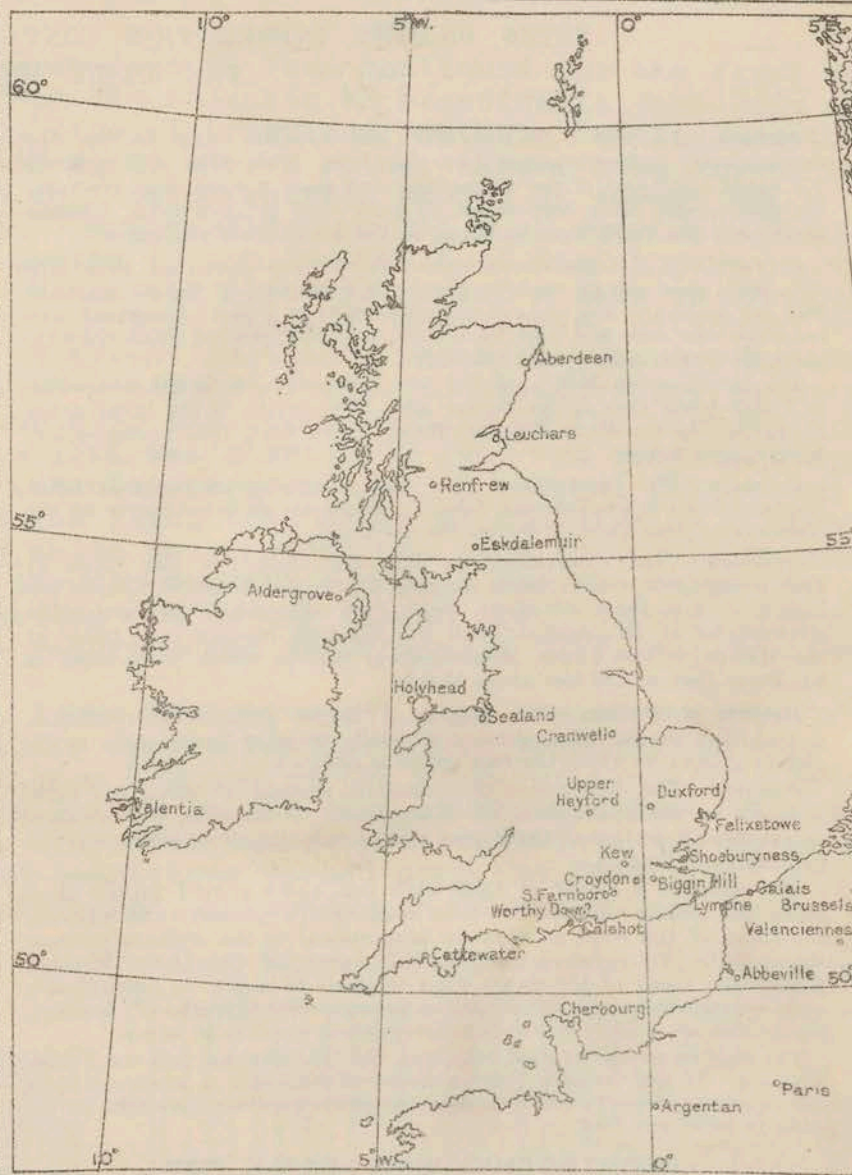 10°
5°W.
0°
5°
60°
Aberdeen
Leuchars
Renfrew
55°
55°
Eskdalemuir
Aldergrove
Holyhead
Sealand
Cranwell
Upper
Heyford
Duxford
Valentia
Felixstowe
Kew
Shoeburyness
Croydon
Biggin Hill
Calais
S. Farnboro
Lympne
Brussels
Worthy Down
Calshot
Valenciennes
Cattewater
50°
Abbeville
50°
Cherbourg
Paris
Argentan
10°
5°W.
0°